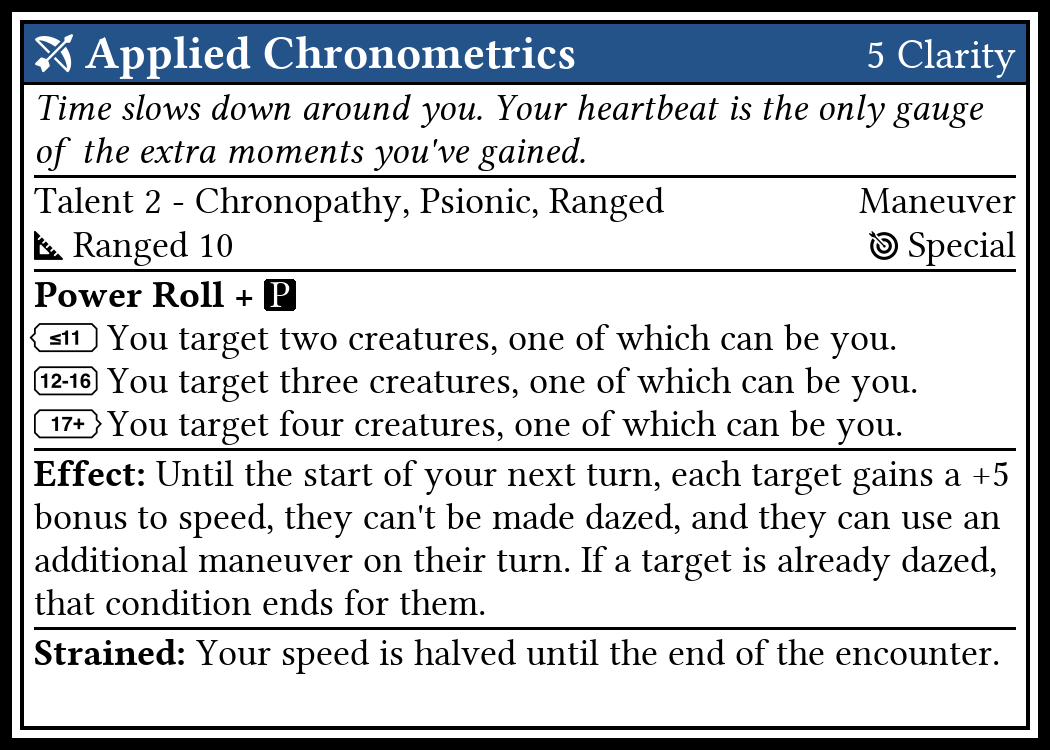 Applied Chronometrics 5 Clarity
Time slows down around you. Your heartbeat is the only gauge
of the extra moments you've gained.
Talent 2 - Chronopathy, Psionic, Ranged Maneuver
Ranged 10 Special
Power Roll + P
≤11 You target two creatures, one of which can be you.
12-16 You target three creatures, one of which can be you.
17+ You target four creatures, one of which can be you.
Effect: Until the start of your next turn, each target gains a +5
bonus to speed, they can't be made dazed, and they can use an
additional maneuver on their turn. If a target is already dazed,
that condition ends for them.
Strained: Your speed is halved until the end of the encounter.